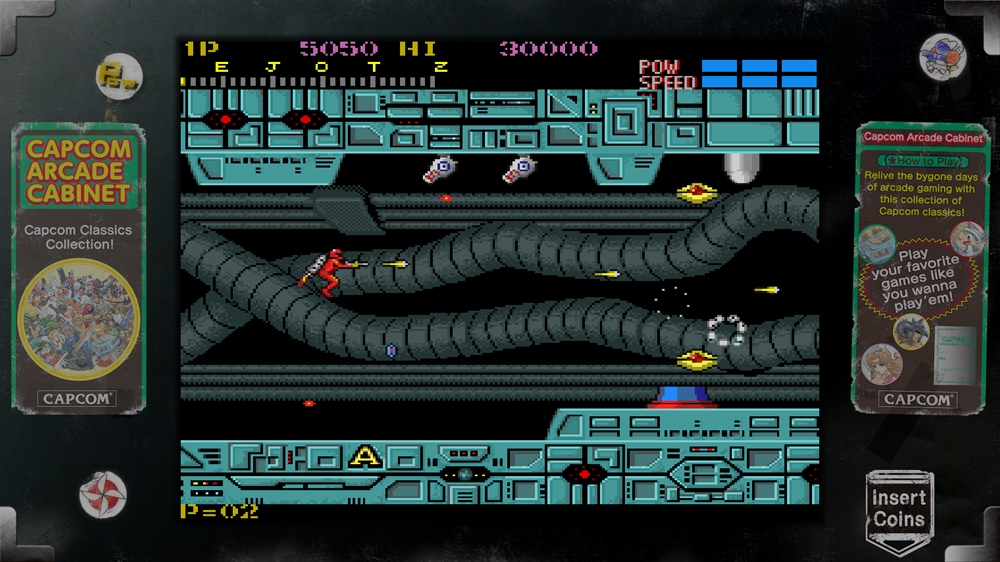 1P 5050 HI 30000
E J O T Z
POW
SPEED
CAPCOM
ARCADE
CABINET
Capcom Classics
Collection!
CAPCOM
A
P=02
Capcom Arcade Cabinet
★How to Play
Relive the bygone days
of arcade gaming with
this collection of
Capcom classics!
Play
your favorite
games like
you wanna
play 'em!
CAPCOM
Insert
Coins